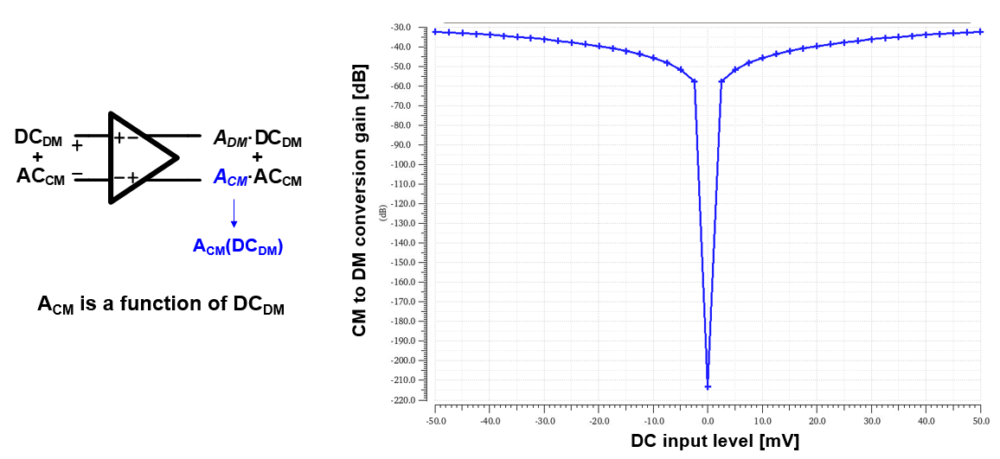 DCDM
+
ACCM
+
−
+−
−+
ADM·DCDM
+
ACM·ACCM
ACM(DCDM)
ACM is a function of DCDM
CM to DM conversion gain [dB]
(dB)
-30.0
-40.0
-50.0
-60.0
-70.0
-80.0
-90.0
-100.0
-110.0
-120.0
-130.0
-140.0
-150.0
-160.0
-170.0
-180.0
-190.0
-200.0
-210.0
-220.0
-50.0 -40.0 -30.0 -20.0 -10.0 0.0 10.0 20.0 30.0 40.0 50.0
DC input level [mV]